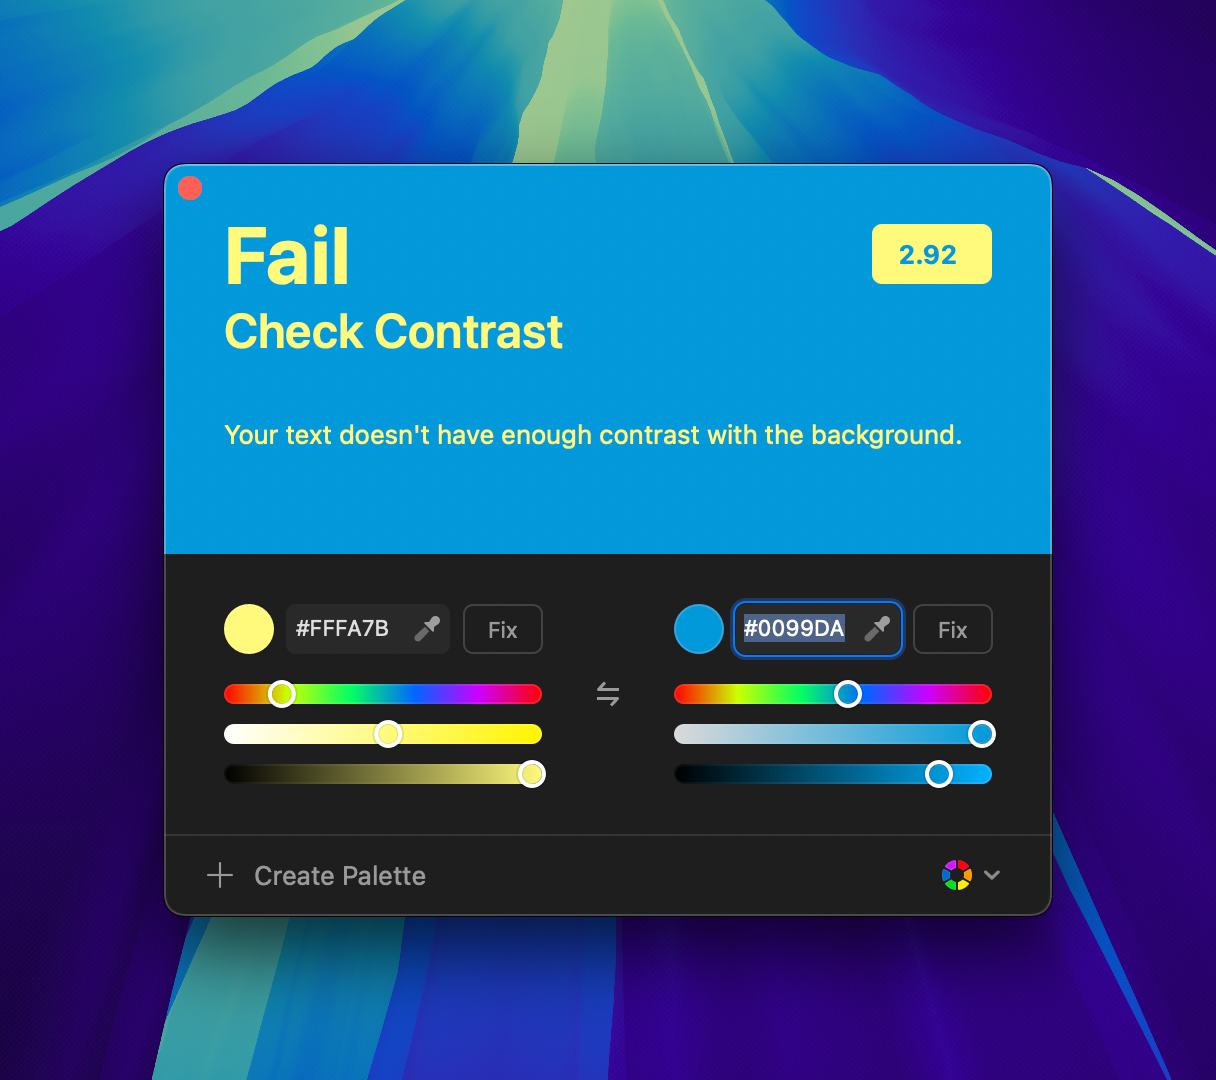 Fail
2.92
Check Contrast
Your text doesn't have enough contrast with the background.
#FFFA7B
Fix
#0099DA
Fix
Create Palette